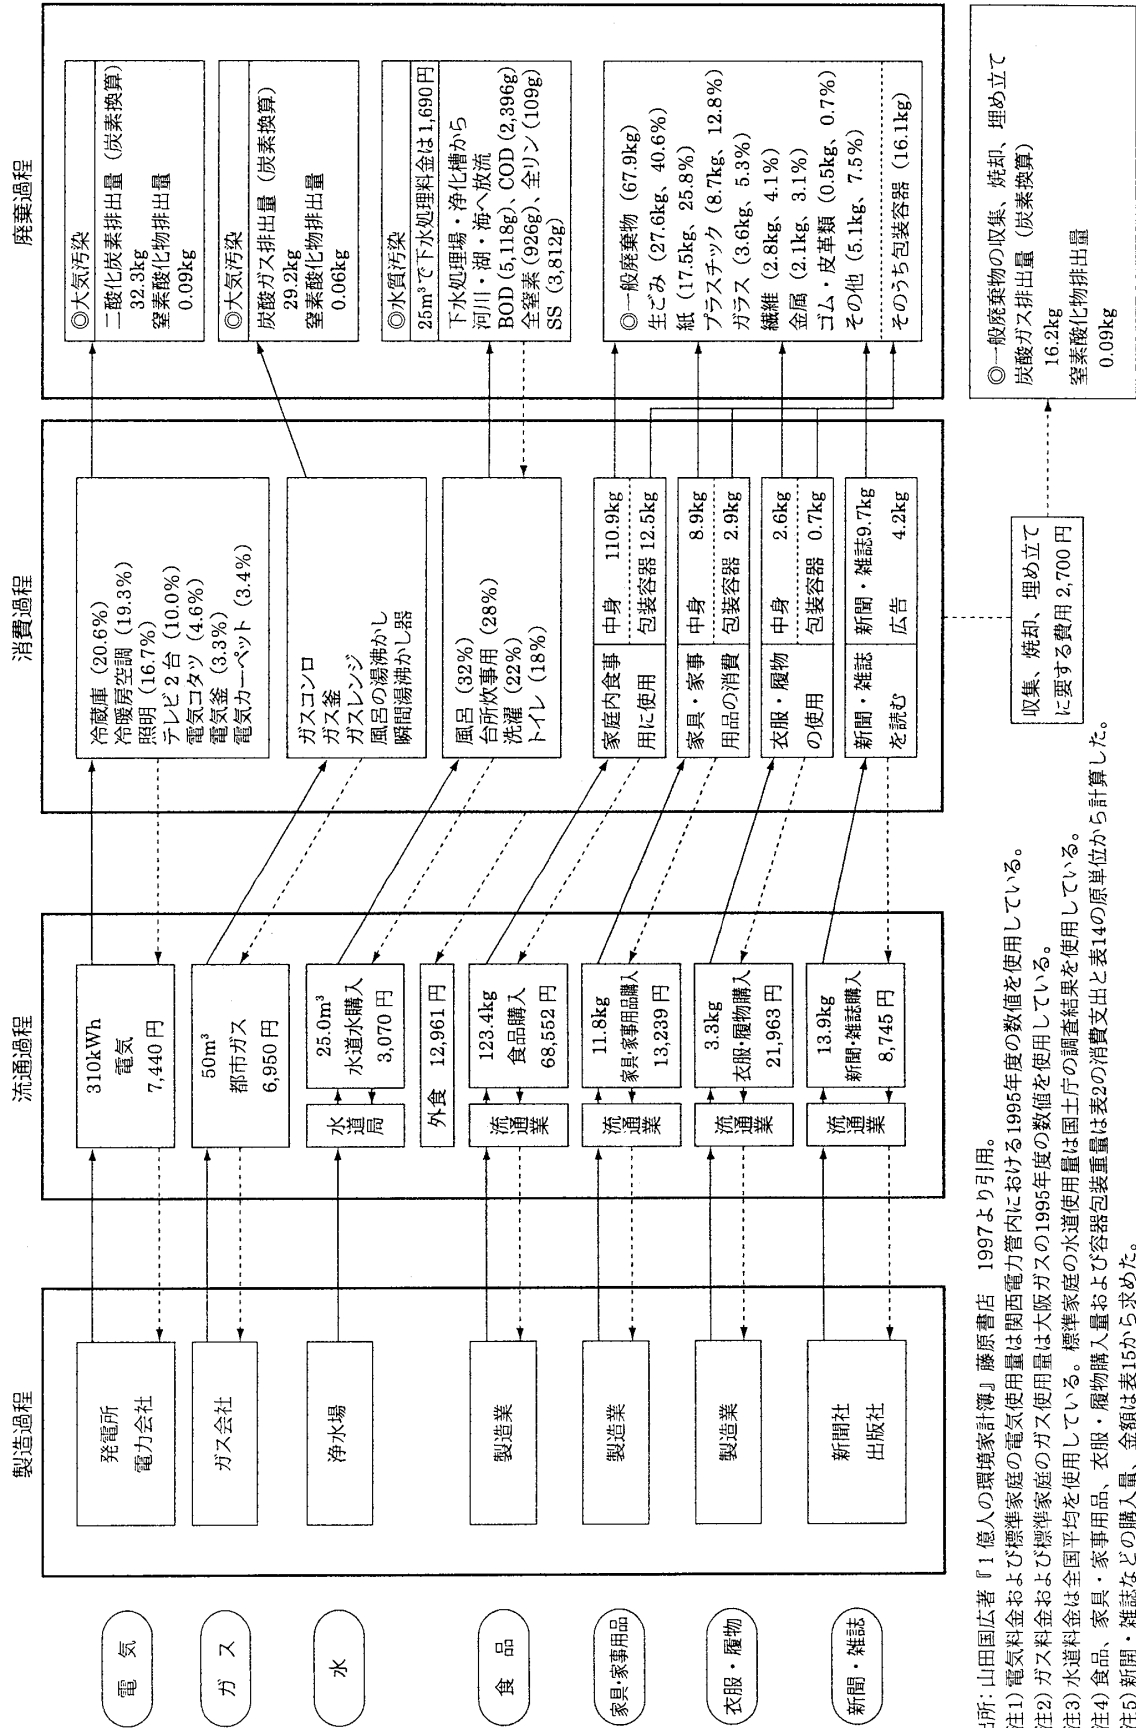 製造過程
流通過程
消費過程
廃棄過程
電気
発電所
電力会社
310kWh
電気
7,440円
冷蔵庫（20.6%）
冷暖房空調（19.3%）
照明（16.7%）
テレビ2台（10.0%）
電気コタツ（4.6%）
電気釜（3.3%）
電気カーペット（3.4%）
◎大気汚染
二酸化炭素排出量（炭素換算）
32.3kg
窒素酸化物排出量
0.09kg
ガス
ガス会社
50m³
都市ガス
6,950円
ガスコンロ
ガス釜
ガスレンジ
風呂の湯沸かし
瞬間湯沸かし器
◎大気汚染
炭酸ガス排出量（炭素換算）
29.2kg
窒素酸化物排出量
0.06kg
水
浄水場
水道局
25.0m³
水道水購入
3,070円
風呂（32%）
台所炊事用（28%）
洗濯（22%）
トイレ（18%）
◎水質汚染
25m³で下水処理料金は1,690円
下水処理場・浄化槽から
河川・湖・海へ放流
BOD（5,118g）、COD（2,396g）
全窒素（926g）、全リン（109g）
SS（3,812g）
外食 12,961円
食品
製造業
流通業
123.4kg
食品購入
68,552円
家庭内食事
用に使用
中身 110.9kg
包装容器 12.5kg
家具・家事用品
製造業
流通業
11.8kg
家具・家事用品購入
13,239円
家具・家事
用品の消費
中身 8.9kg
包装容器 2.9kg
衣服・履物
製造業
流通業
3.3kg
衣服・履物購入
21,963円
衣服・履物
の使用
中身 2.6kg
包装容器 0.7kg
新聞・雑誌
新聞社
出版社
流通業
13.9kg
新聞・雑誌購入
8,745円
新聞・雑誌
を読む
新聞・雑誌9.7kg
広告 4.2kg
◎一般廃棄物（67.9kg）
生ごみ（27.6kg、40.6%）
紙（17.5kg、25.8%）
プラスチック（8.7kg、12.8%）
ガラス（3.6kg、5.3%）
繊維（2.8kg、4.1%）
金属（2.1kg、3.1%）
ゴム・皮革類（0.5kg、0.7%）
その他（5.1kg、7.5%）
そのうち包装容器（16.1kg）
収集、焼却、埋め立て
に要する費用 2,700円
◎一般廃棄物の収集、焼却、埋め立て
炭酸ガス排出量（炭素換算）
16.2kg
窒素酸化物排出量
0.09kg
出所：山田国広著『1億人の環境家計簿』藤原書店 1997より引用。
注1）電気料金および標準家庭の電気使用量は関西電力管内における1995年度の数値を使用している。
注2）ガス料金および標準家庭のガス使用量は大阪ガスの1995年度の数値を使用している。
注3）水道料金は全国平均を使用している。標準家庭の水道使用量は国土庁の調査結果を使用している。
注4）食品、家具・家事用品、衣服・履物購入量および容器包装重量は表2の消費支出と表14の原単位から計算した。
注5）新開・雑誌などの購入量、金額は表15から求めた。